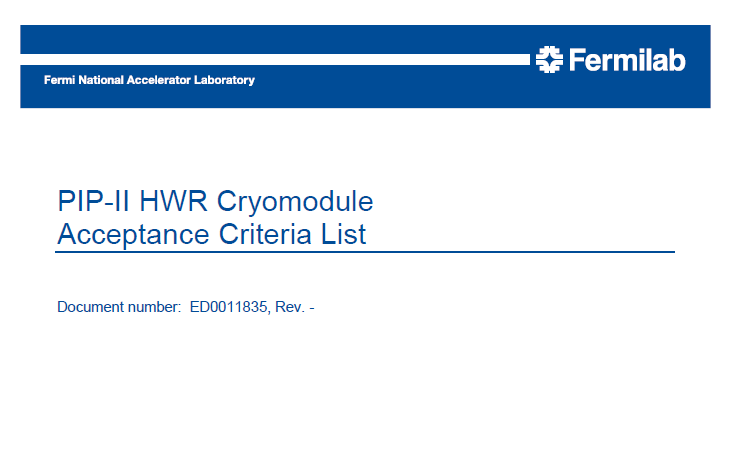 Fermilab
Fermi National Accelerator Laboratory
PIP-II HWR Cryomodule
Acceptance Criteria List
Document number: ED0011835, Rev. -